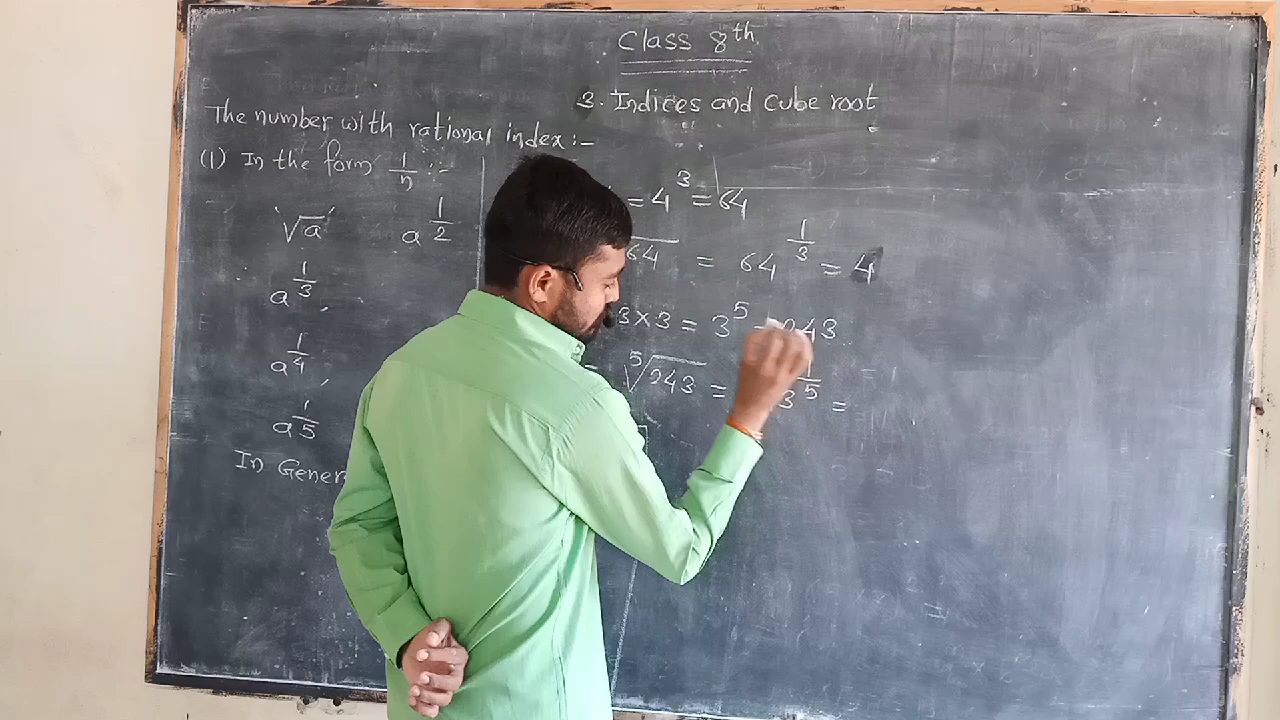 Class 8th
3. Indices and Cube root
The number with rational index :-
(1) In the form 1/n :-
'√a' a^1/2
a^1/3,
a^1/4,
a^1/5
In Gener
= 4^3 = 64
64 = 64^1/3 = 4
3 × 3 = 3^5 = 243
= ⁵√243 = 3^1/5 =